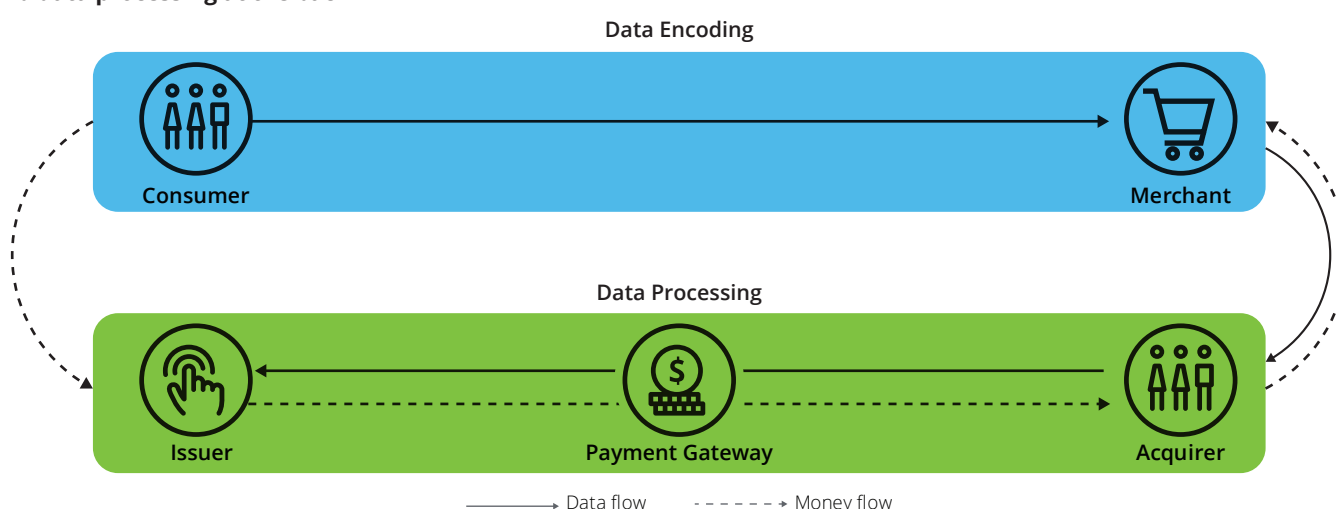 Data Encoding
Consumer
Merchant
Data Processing
$
Issuer
Payment Gateway
Acquirer
Data flow
Money flow